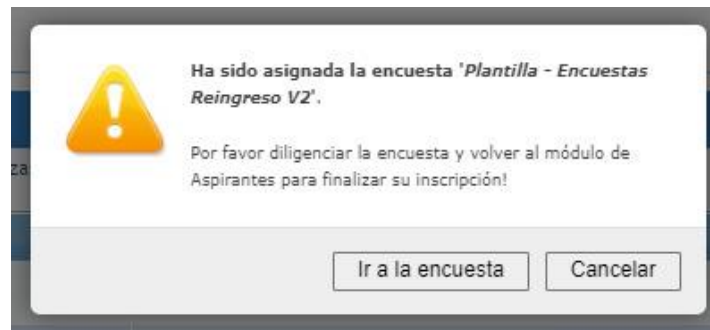 Ha sido asignada la encuesta 'Plantilla - Encuestas
Reingreso V2'.
Por favor diligenciar la encuesta y volver al módulo de
Aspirantes para finalizar su inscripción!
za
Ir a la encuesta
Cancelar